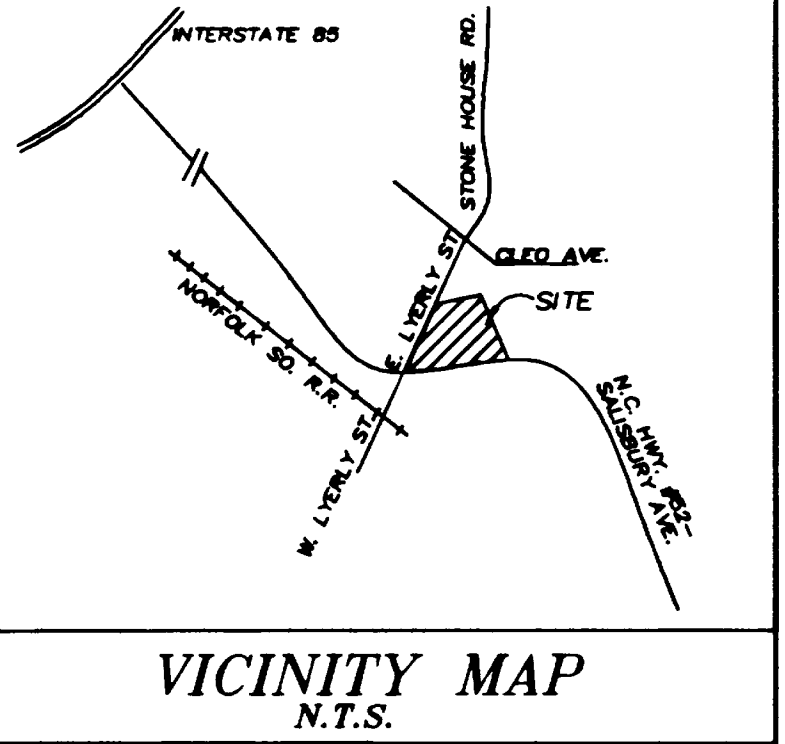 INTERSTATE 85
STONE HOUSE RD.
CLEO AVE.
E. LYERLY ST.
SITE
NORFOLK SO. R.R.
N.C. HWY. #52-
SALISBURY AVE.
W. LYERLY ST.
VICINITY MAP
N.T.S.